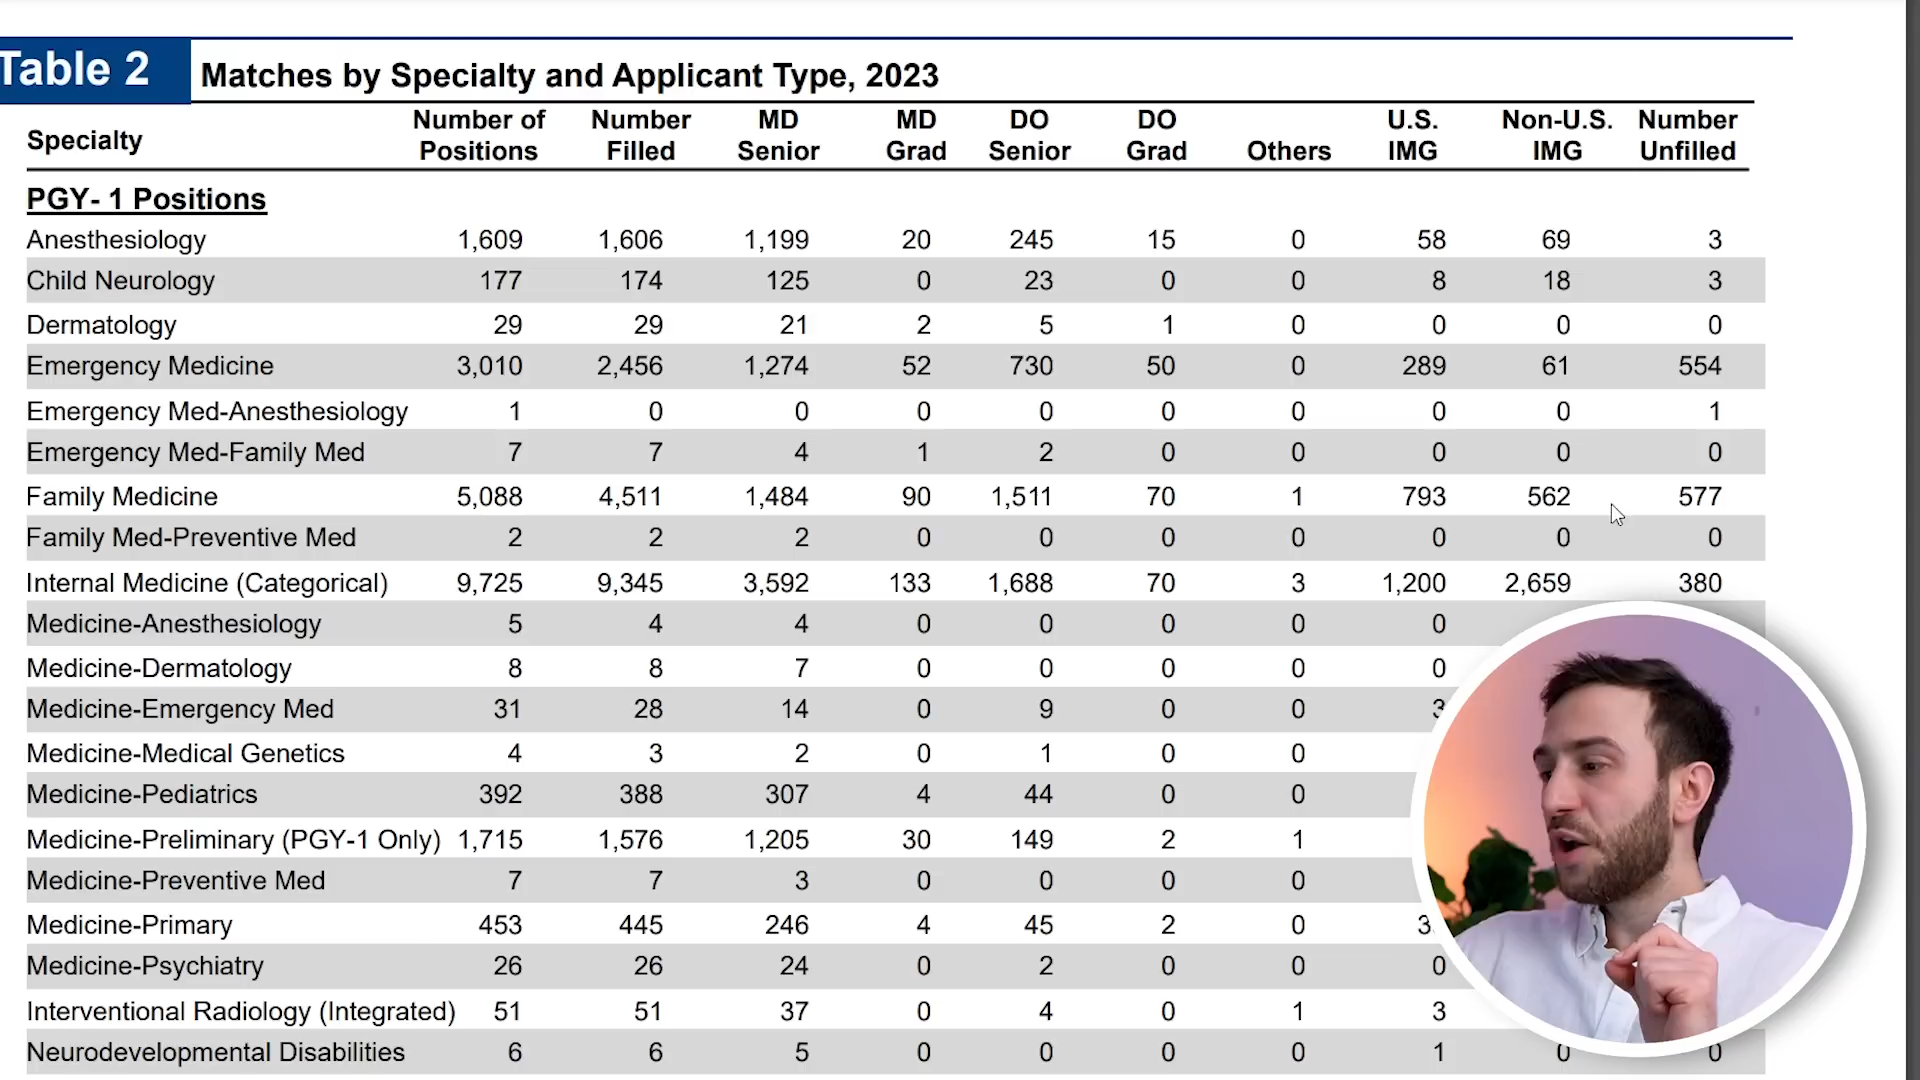 Table 2
Matches by Specialty and Applicant Type, 2023
Specialty Number of Positions Number Filled MD Senior MD Grad DO Senior DO Grad Others U.S. IMG Non-U.S. IMG Number Unfilled
PGY- 1 Positions
Anesthesiology 1,609 1,606 1,199 20 245 15 0 58 69 3
Child Neurology 177 174 125 0 23 0 0 8 18 3
Dermatology 29 29 21 2 5 1 0 0 0 0
Emergency Medicine 3,010 2,456 1,274 52 730 50 0 289 61 554
Emergency Med-Anesthesiology 1 0 0 0 0 0 0 0 0 1
Emergency Med-Family Med 7 7 4 1 2 0 0 0 0 0
Family Medicine 5,088 4,511 1,484 90 1,511 70 1 793 562 577
Family Med-Preventive Med 2 2 2 0 0 0 0 0 0 0
Internal Medicine (Categorical) 9,725 9,345 3,592 133 1,688 70 3 1,200 2,659 380
Medicine-Anesthesiology 5 4 4 0 0 0 0 0
Medicine-Dermatology 8 8 7 0 0 0 0 0
Medicine-Emergency Med 31 28 14 0 9 0 0 3
Medicine-Medical Genetics 4 3 2 0 1 0 0
Medicine-Pediatrics 392 388 307 4 44 0 0
Medicine-Preliminary (PGY-1 Only) 1,715 1,576 1,205 30 149 2 1
Medicine-Preventive Med 7 7 3 0 0 0 0
Medicine-Primary 453 445 246 4 45 2 0
Medicine-Psychiatry 26 26 24 0 2 0 0 0
Interventional Radiology (Integrated) 51 51 37 0 4 0 1 3
Neurodevelopmental Disabilities 6 6 5 0 0 0 0 1 0 0